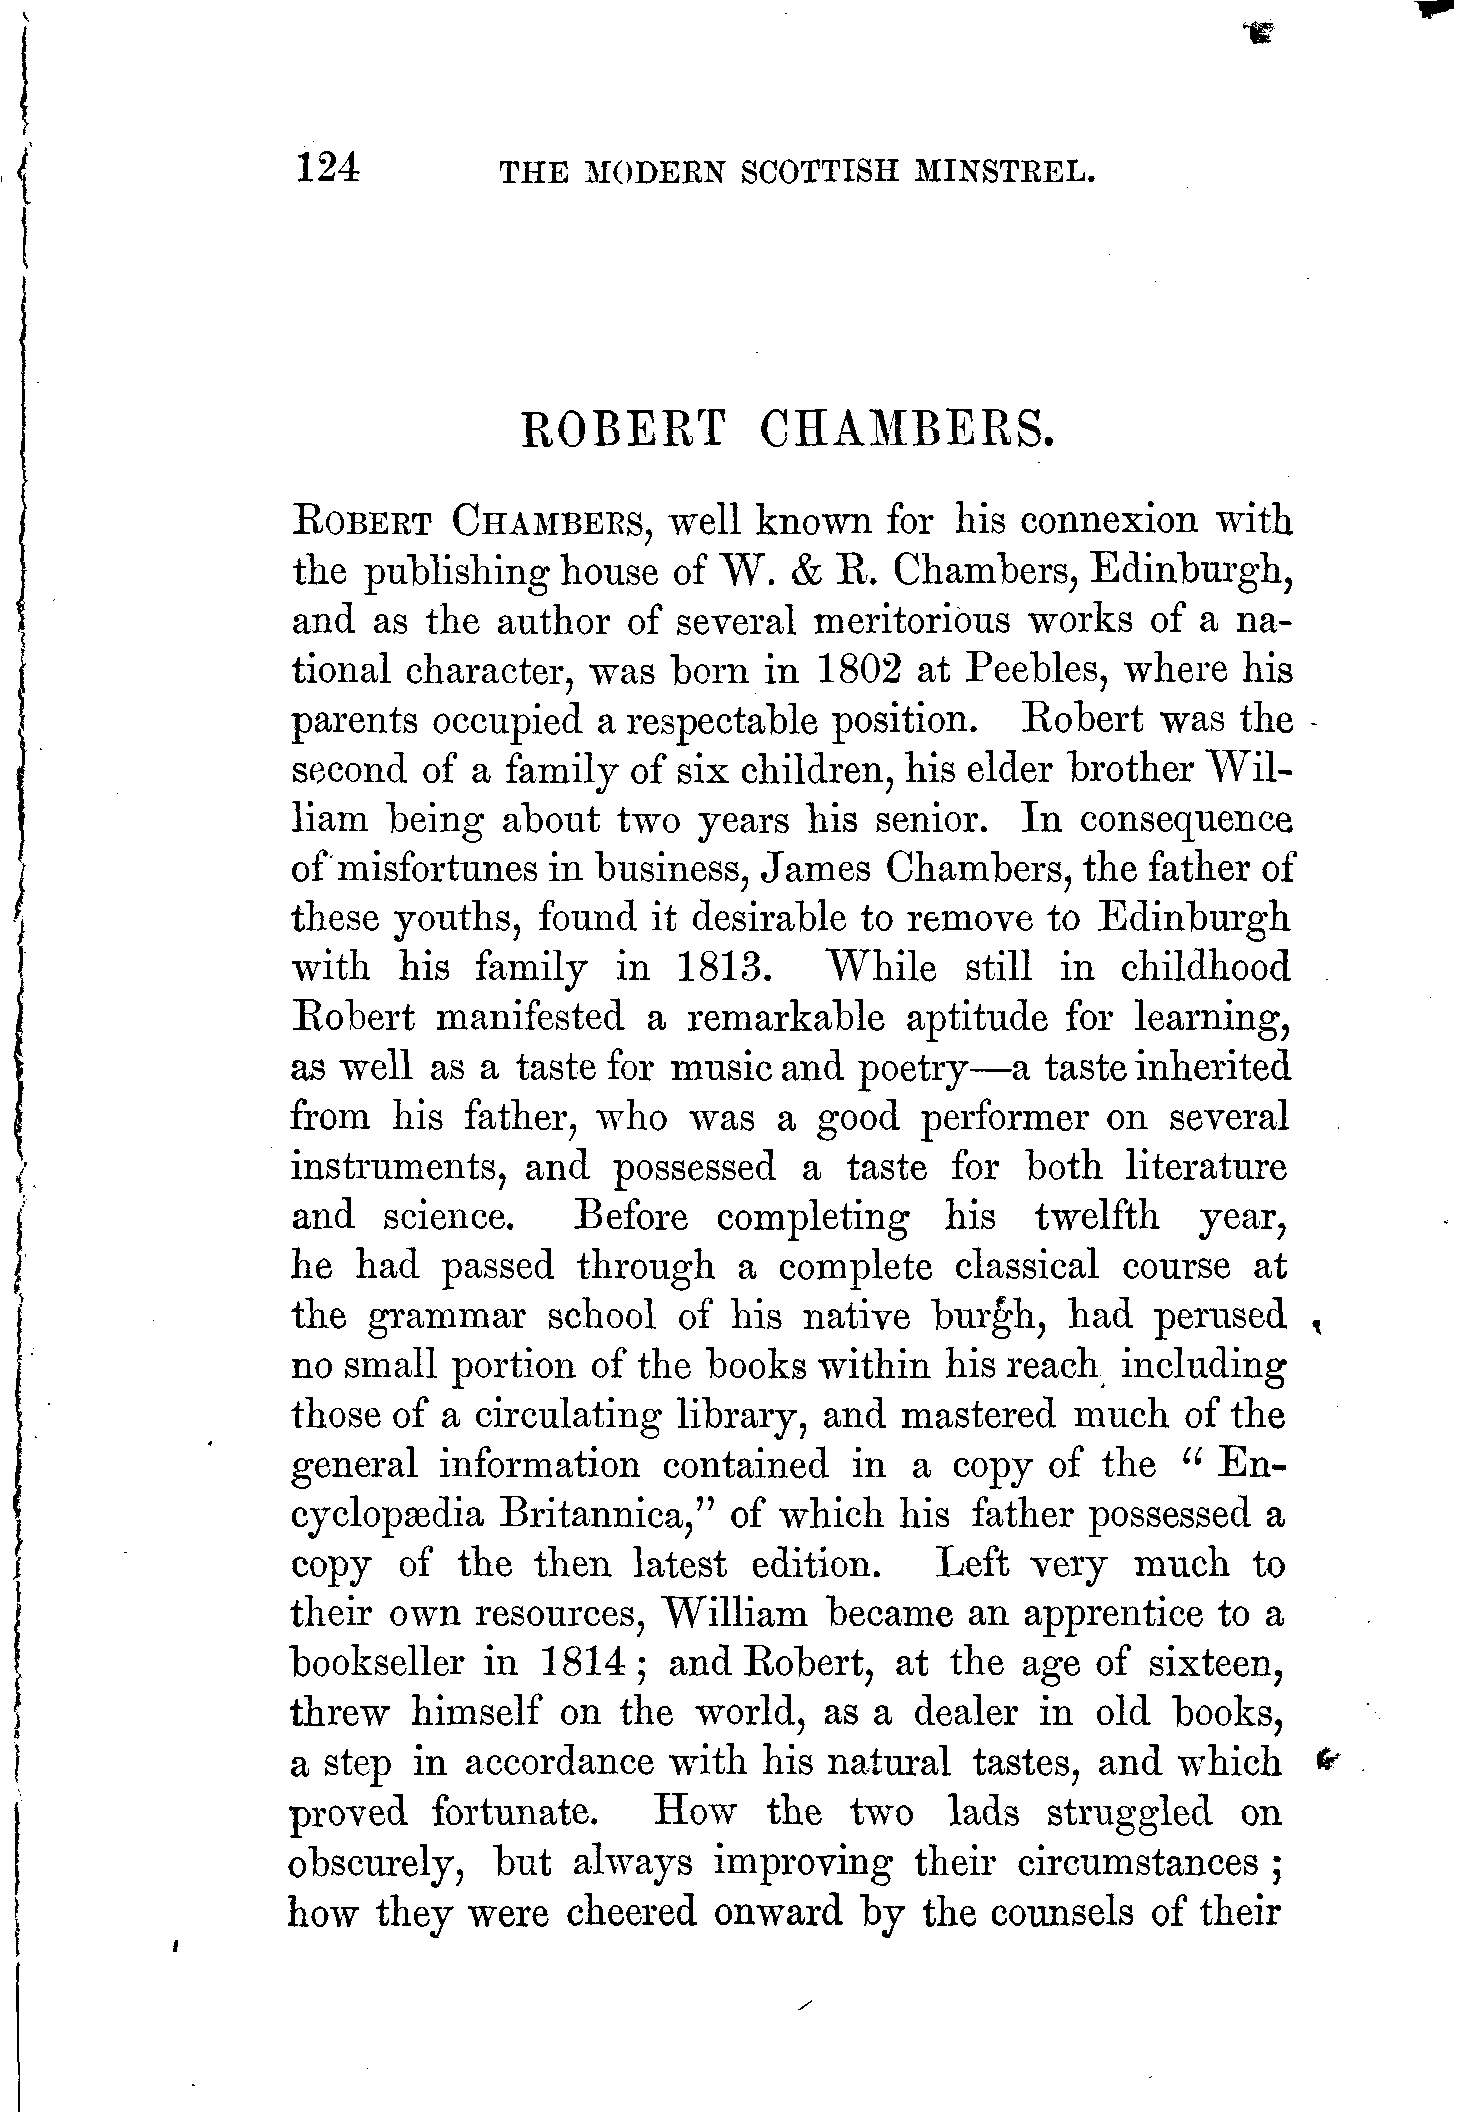 124 THE MODERN SCOTTISH MINSTREL.
ROBERT CHAMBERS.
ROBERT CHAMBERS, well known for his connexion with
the publishing house of W. & R. Chambers, Edinburgh,
and as the author of several meritorious works of a na-
tional character, was born in 1802 at Peebles, where his
parents occupied a respectable position. Robert was the
second of a family of six children, his elder brother Wil-
liam being about two years his senior. In consequence
of misfortunes in business, James Chambers, the father of
these youths, found it desirable to remove to Edinburgh
with his family in 1813. While still in childhood
Robert manifested a remarkable aptitude for learning,
as well as a taste for music and poetry—a taste inherited
from his father, who was a good performer on several
instruments, and possessed a taste for both literature
and science. Before completing his twelfth year,
he had passed through a complete classical course at
the grammar school of his native burgh, had perused
no small portion of the books within his reach, including
those of a circulating library, and mastered much of the
general information contained in a copy of the “ En-
cyclopædia Britannica,” of which his father possessed a
copy of the then latest edition. Left very much to
their own resources, William became an apprentice to a
bookseller in 1814 ; and Robert, at the age of sixteen,
threw himself on the world, as a dealer in old books,
a step in accordance with his natural tastes, and which
proved fortunate. How the two lads struggled on
obscurely, but always improving their circumstances ;
how they were cheered onward by the counsels of their